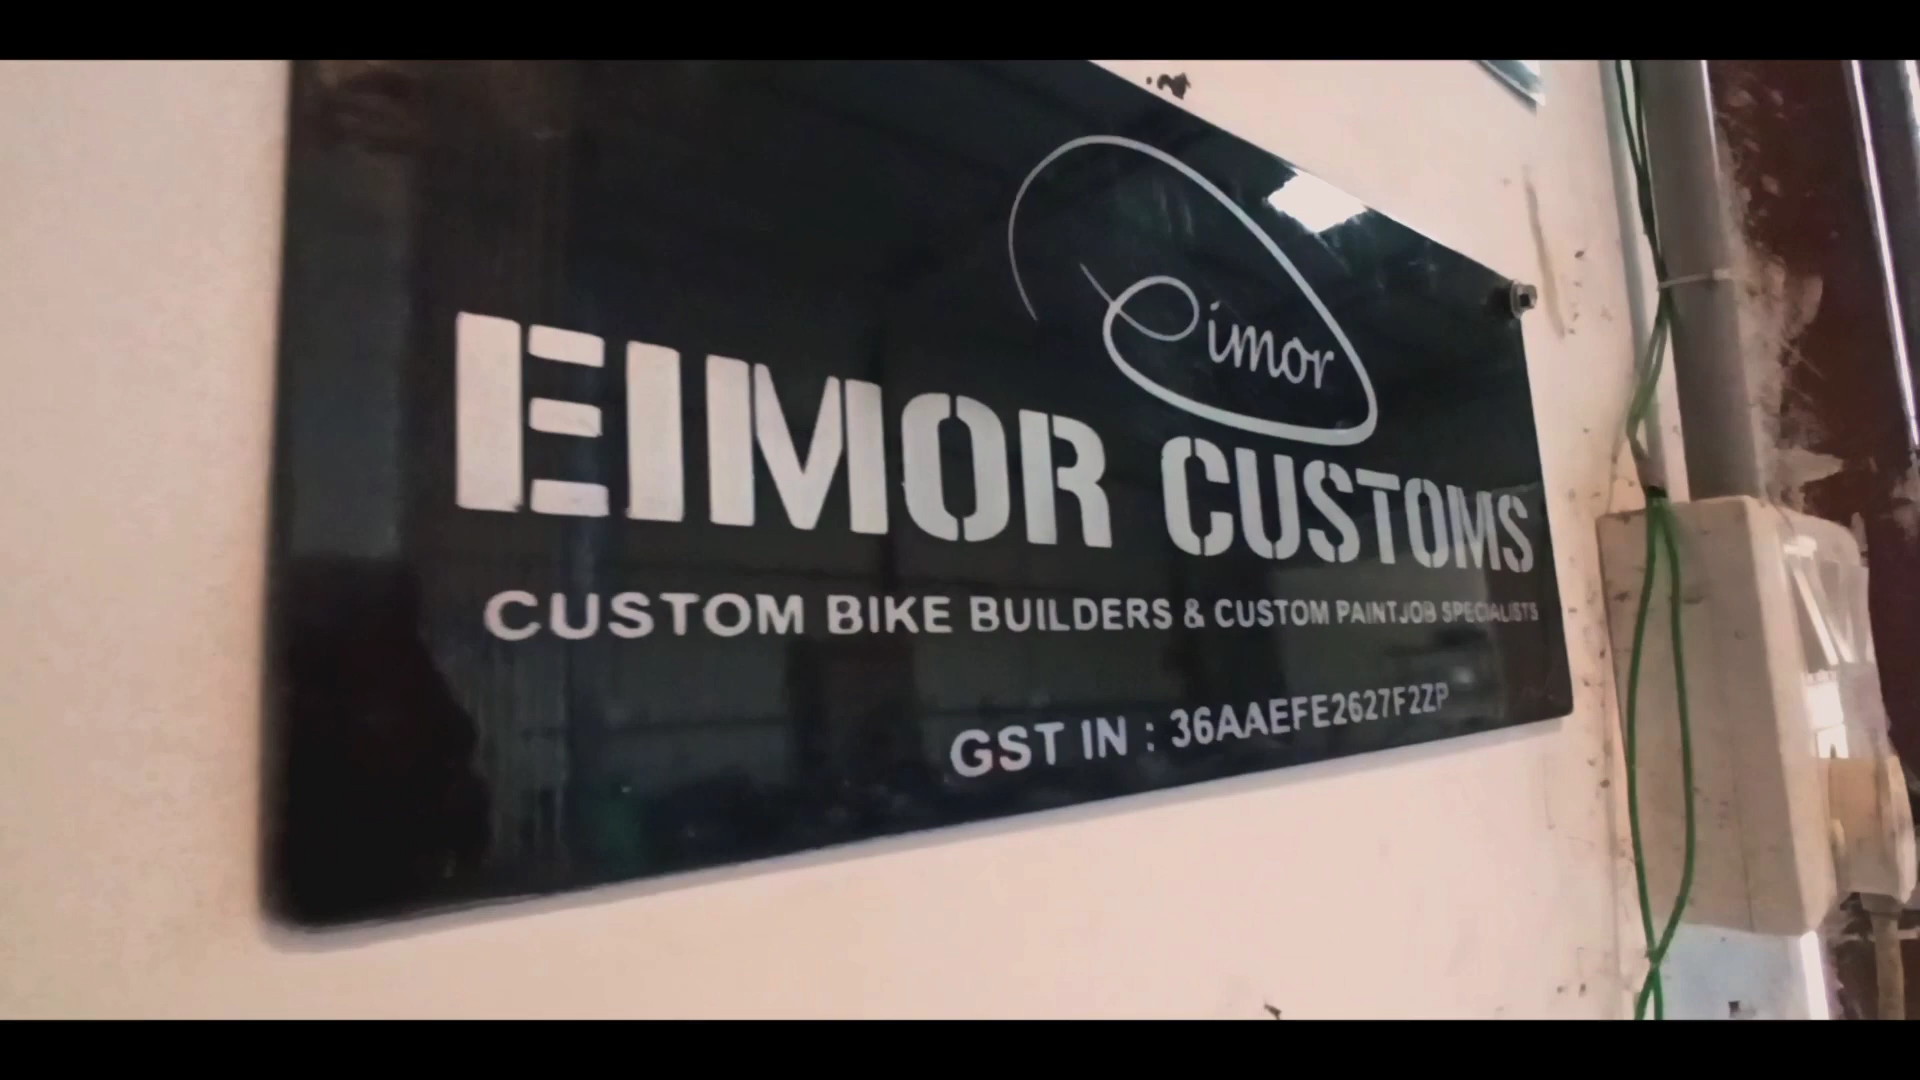 eimor
EIMOR CUSTOMS
CUSTOM BIKE BUILDERS & CUSTOM PAINTJOB SPECIALISTS
GST IN : 36AAEFE2627F2ZP